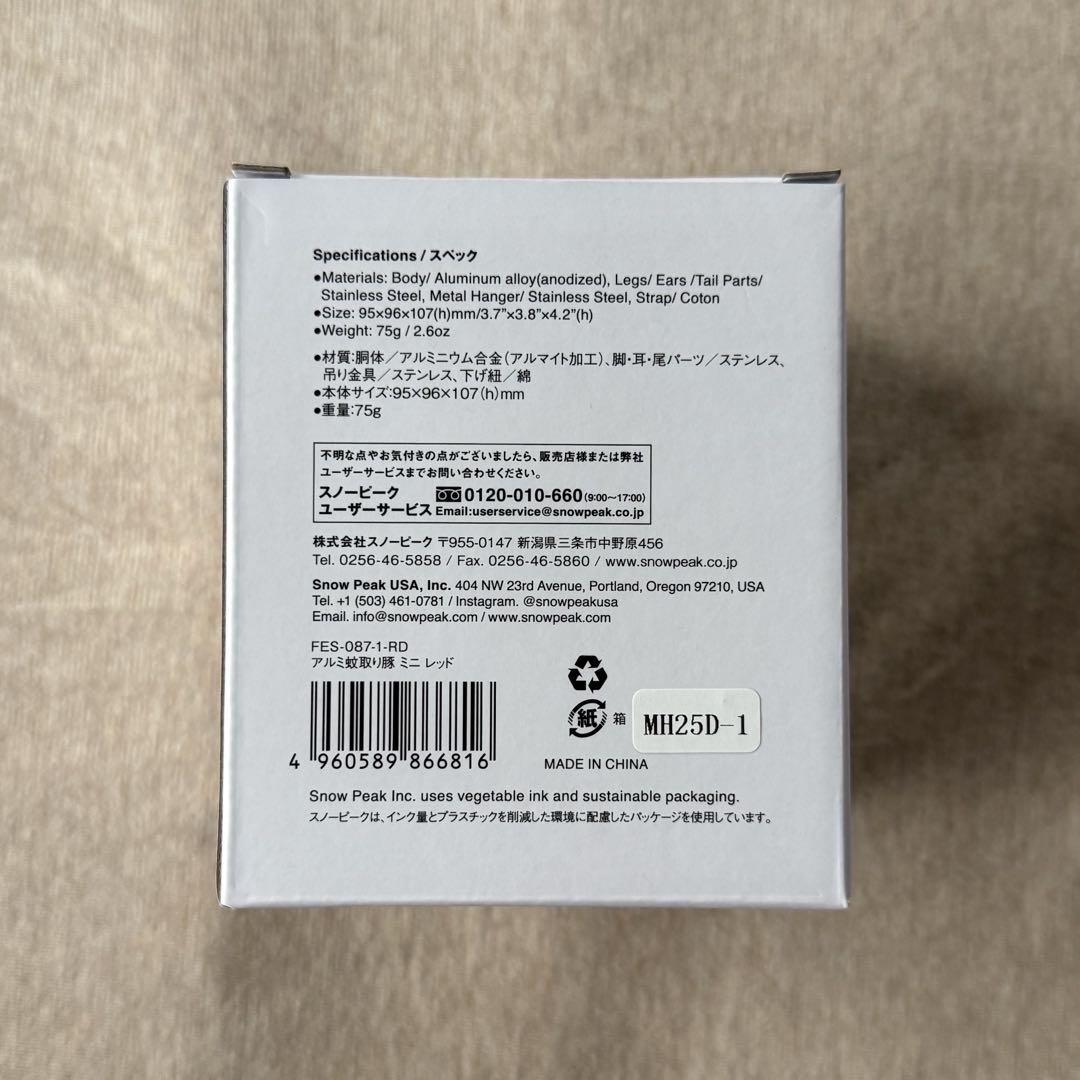 Specifications / スペック
●Materials: Body/ Aluminum alloy(anodized), Legs/ Ears /Tail Parts/
Stainless Steel, Metal Hanger/ Stainless Steel, Strap/ Coton
●Size: 95×96×107(h)mm/3.7"×3.8"×4.2"(h)
●Weight: 75g / 2.6oz
●材質:胴体／アルミニウム合金(アルマイト加工)、脚・耳・尾パーツ／ステンレス、
吊り金具／ステンレス、下げ紐／綿
●本体サイズ:95×96×107(h)mm
●重量:75g
不明な点やお気付きの点がございましたら、販売店様または弊社
ユーザーサービスまでお問い合わせください。
スノーピーク 0120-010-660(9:00〜17:00)
ユーザーサービス Email:userservice@snowpeak.co.jp
株式会社スノーピーク 〒955-0147 新潟県三条市中野原456
Tel. 0256-46-5858 / Fax. 0256-46-5860 / www.snowpeak.co.jp
Snow Peak USA, Inc. 404 NW 23rd Avenue, Portland, Oregon 97210, USA
Tel. +1 (503) 461-0781 / Instagram. @snowpeakusa
Email. info@snowpeak.com / www.snowpeak.com
FES-087-1-RD
アルミ蚊取り豚 ミニ レッド
紙 箱 MH25D-1
4 960589 866816
MADE IN CHINA
Snow Peak Inc. uses vegetable ink and sustainable packaging.
スノーピークは、インク量とプラスチックを削減した環境に配慮したパッケージを使用しています。